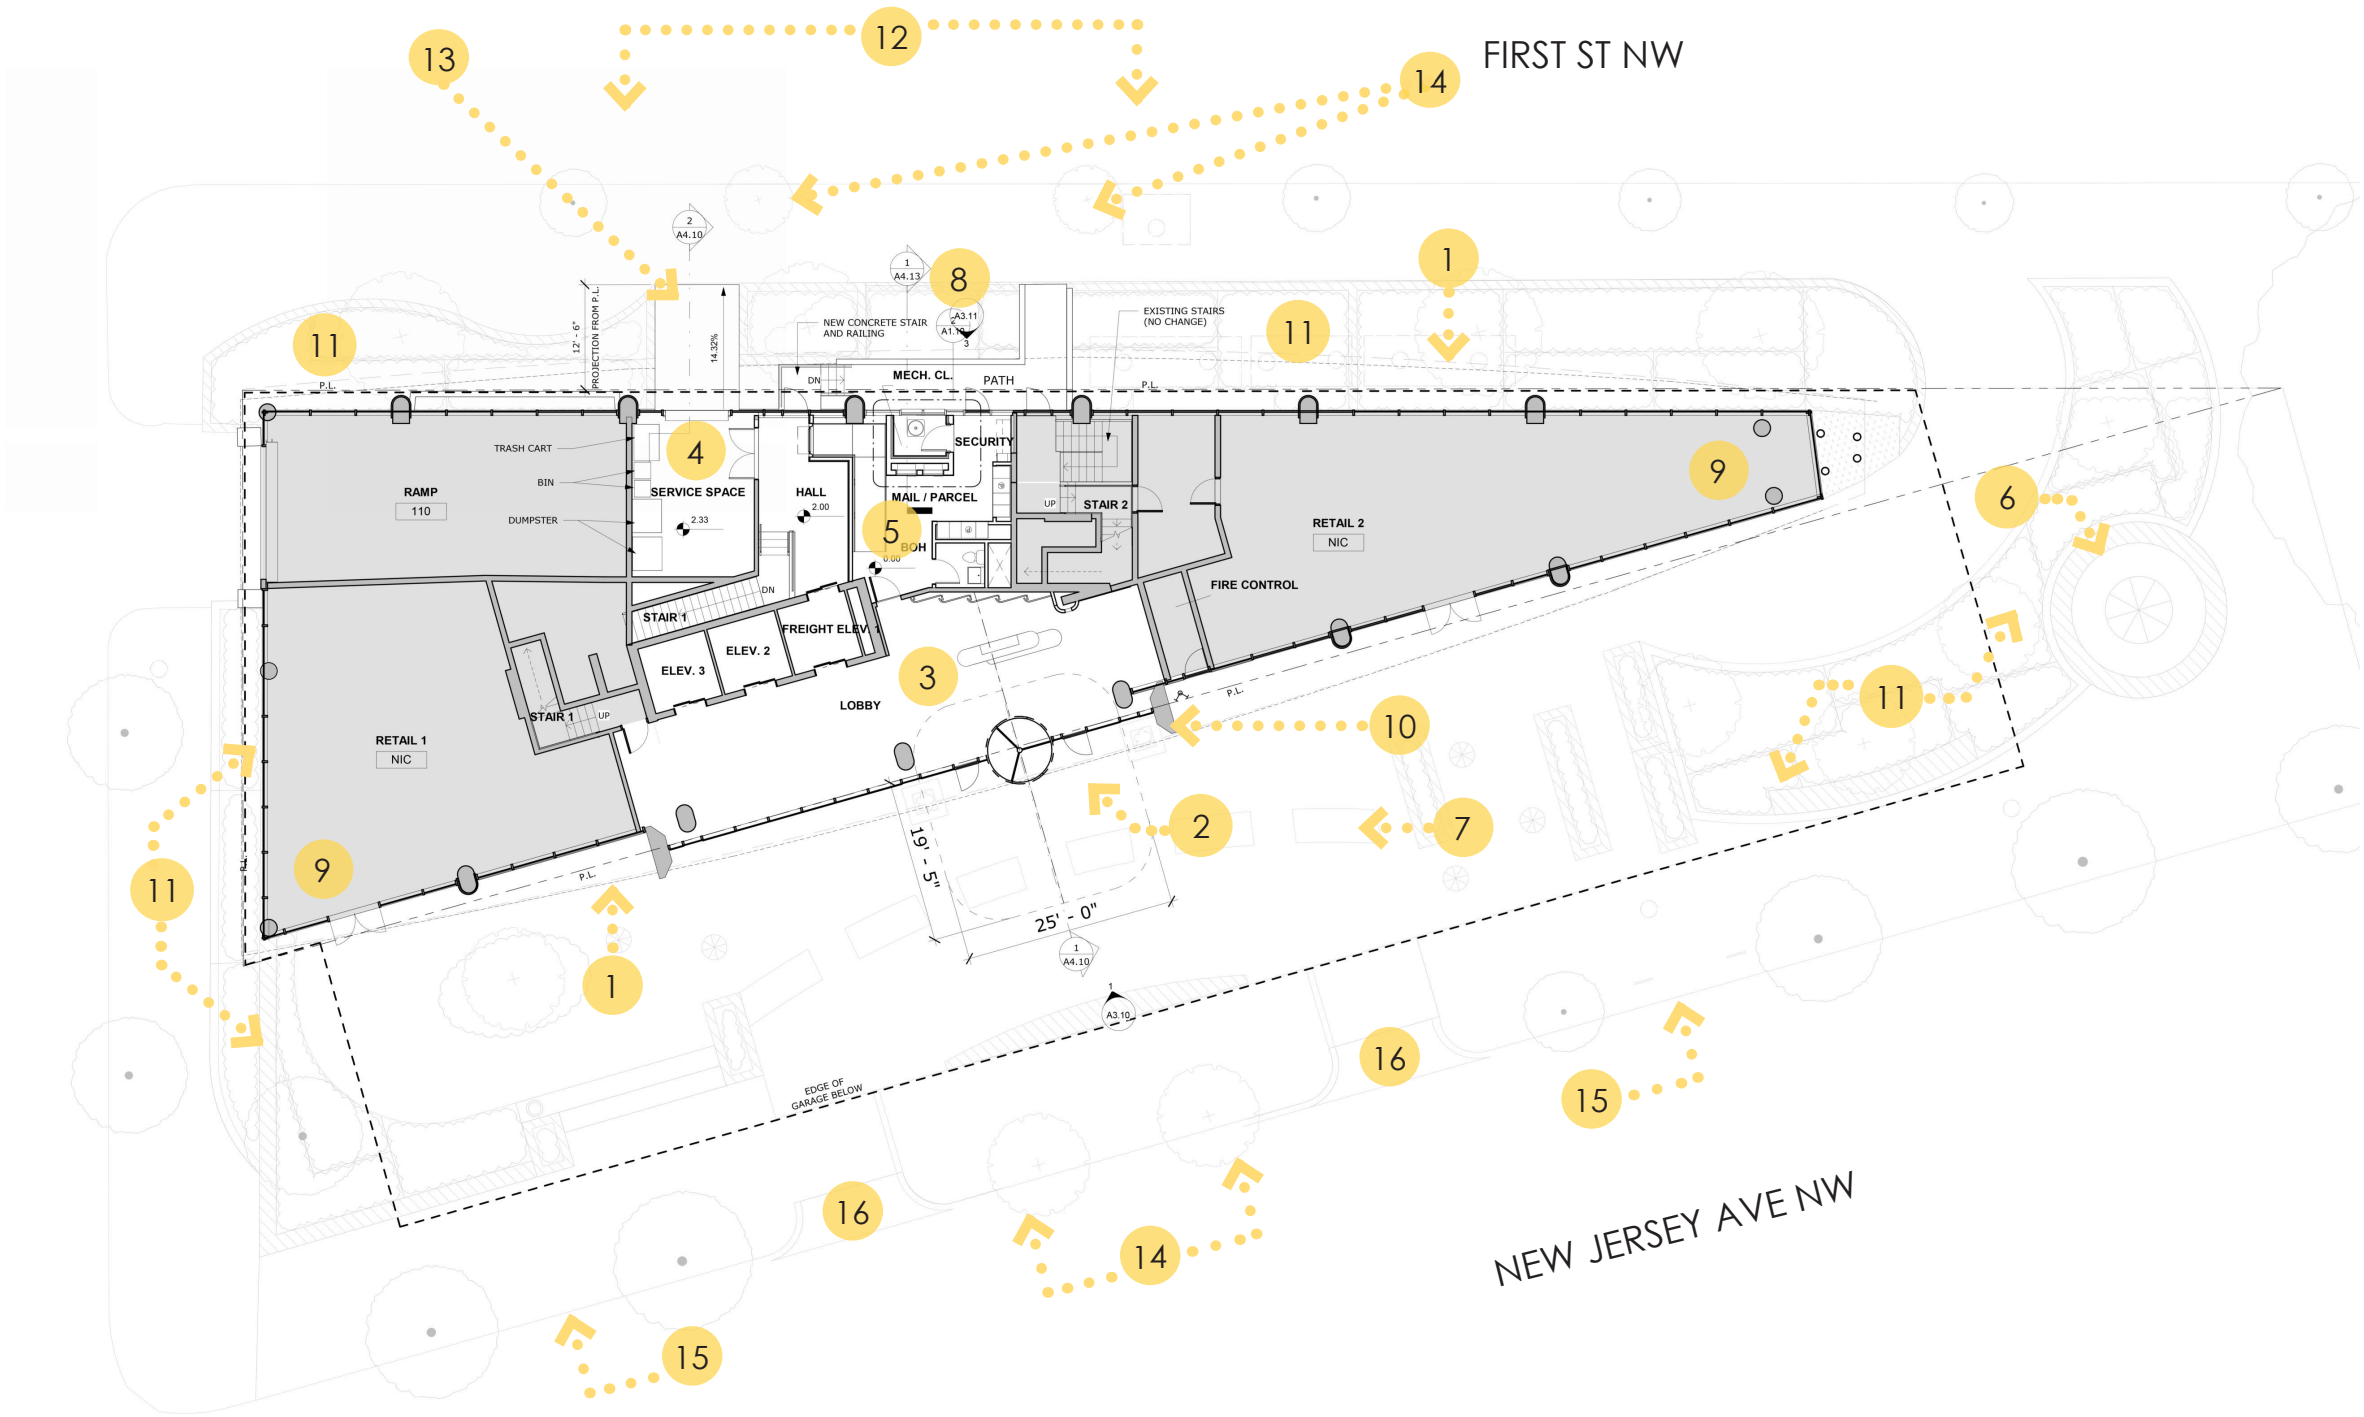 12
13
FIRST ST NW
14
2
A4.10
1
A4.13
8
1
A3.11
A1.10
3
NEW CONCRETE STAIR
AND RAILING
EXISTING STAIRS
(NO CHANGE)
11
11
12' - 6"
PROJECTION FROM P.L.
14.32%
P.L.
DN
MECH. CL.
PATH
P.L.
TRASH CART
4
SECURITY
9
BIN
RAMP
110
SERVICE SPACE
HALL
MAIL / PARCEL
6
2.33
2.00
UP
STAIR 2
DUMPSTER
5
BOH
0.00
RETAIL 2
NIC
FIRE CONTROL
DN
STAIR 1
FREIGHT ELEV. 1
ELEV. 2
ELEV. 3
3
LOBBY
P.L.
11
STAIR 1
UP
10
RETAIL 1
NIC
2
7
19' - 5"
P.L.
9
P.L.
11
25' - 0"
1
A4.10
1
1
A3.10
16
EDGE OF
GARAGE BELOW
15
16
14
NEW JERSEY AVE NW
15